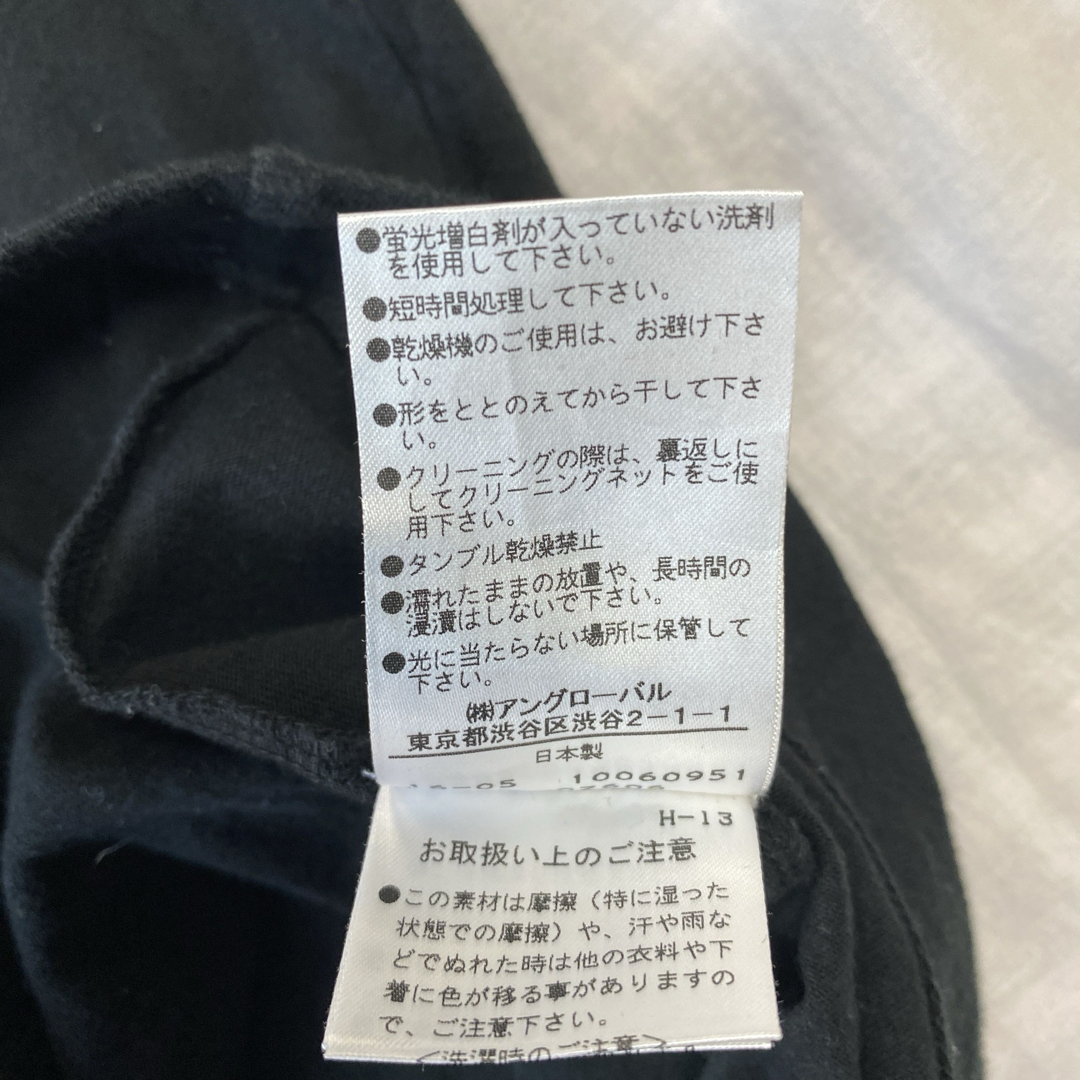 ●蛍光増白剤が入っていない洗剤
を使用して下さい。
●短時間処理して下さい。
●乾燥機のご使用は、お避け下さ
い。
●形をととのえてから干して下さ
い。
●クリーニングの際は、裏返しに
してクリーニングネットをご使
用下さい。
●タンブル乾燥禁止
●濡れたままの放置や、長時間の
浸漬はしないで下さい。
●光に当たらない場所に保管して
下さい。
㈱アングローバル
東京都渋谷区渋谷2-1-1
日本製
10060951
H-13
お取扱い上のご注意
●この素材は摩擦（特に湿った
状態での摩擦）や、汗や雨な
どでぬれた時は他の衣料や下
着に色が移る事がありますの
で、ご注意下さい。
<洗濯時のご注意>